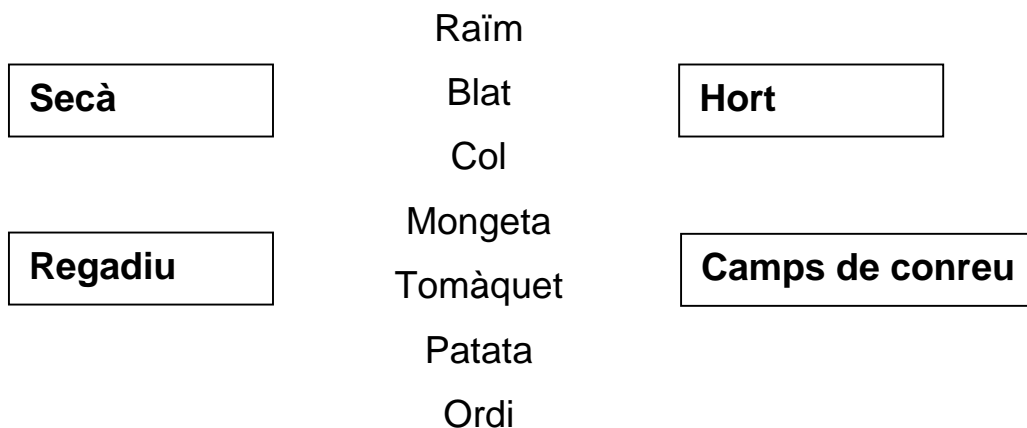 Raïm
Secà
Blat
Hort
Col
Mongeta
Regadiu
Camps de conreu
Tomàquet
Patata
Ordi